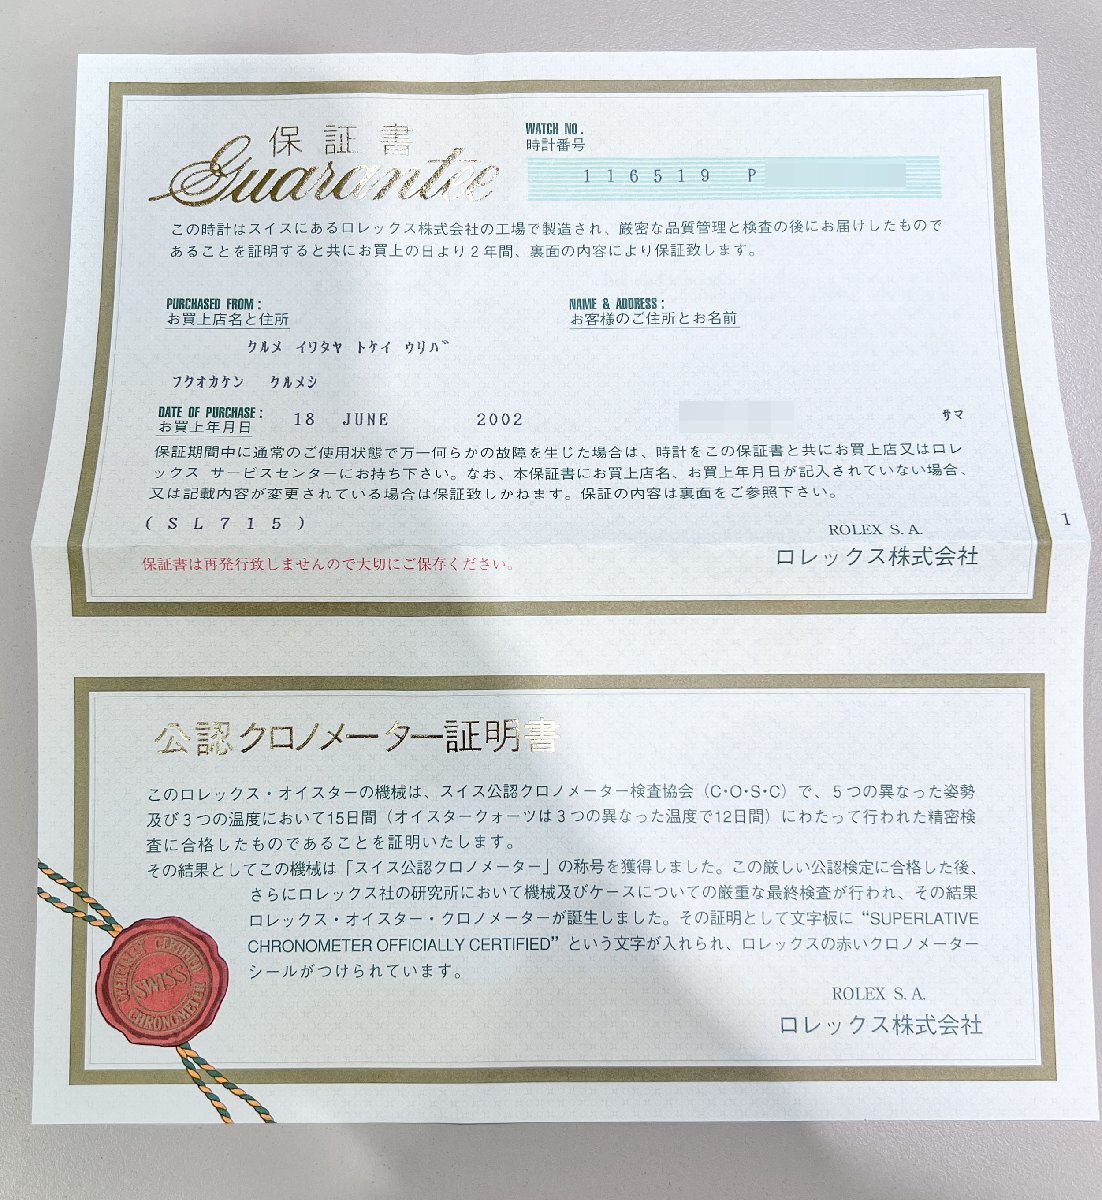 保証書
Guarantee
WATCH NO.
時計番号
116519 P
この時計はスイスにあるロレックス株式会社の工場で製造され、厳密な品質管理と検査の後にお届けしたもので
あることを証明すると共にお買上の日より2年間、裏面の内容により保証致します。
PURCHASED FROM:
お買上店名と住所
NAME & ADDRESS:
お客様のご住所とお名前
クルメ イワタヤ トケイ ウリバ
フクオカケン クルメシ
DATE OF PURCHASE:
お買上年月日
18 JUNE 2002
サマ
保証期間中に通常のご使用状態で万一何らかの故障を生じた場合は、時計をこの保証書と共にお買上店又はロレ
ックス サービスセンターにお持ち下さい。なお、本保証書にお買上店名、お買上年月日が記入されていない場合、
又は記載内容が変更されている場合は保証致しかねます。保証の内容は裏面をご参照下さい。
(SL715)
ROLEX S.A.
ロレックス株式会社
1
保証書は再発行致しませんので大切にご保存ください。
公認クロノメーター証明書
このロレックス・オイスターの機械は、スイス公認クロノメーター検査協会（C・O・S・C）で、5つの異なった姿勢
及び3つの温度において15日間（オイスタークォーツは3つの異なった温度で12日間）にわたって行われた精密検
査に合格したものであることを証明いたします。
その結果としてこの機械は「スイス公認クロノメーター」の称号を獲得しました。この厳しい公認検定に合格した後、
さらにロレックス社の研究所において機械及びケースについての厳重な最終検査が行われ、その結果
ロレックス・オイスター・クロノメーターが誕生しました。その証明として文字板に“SUPERLATIVE
CHRONOMETER OFFICIALLY CERTIFIED”という文字が入れられ、ロレックスの赤いクロノメーター
シールがつけられています。
ROLEX S.A.
ロレックス株式会社
SWISS
CHRONOMETER